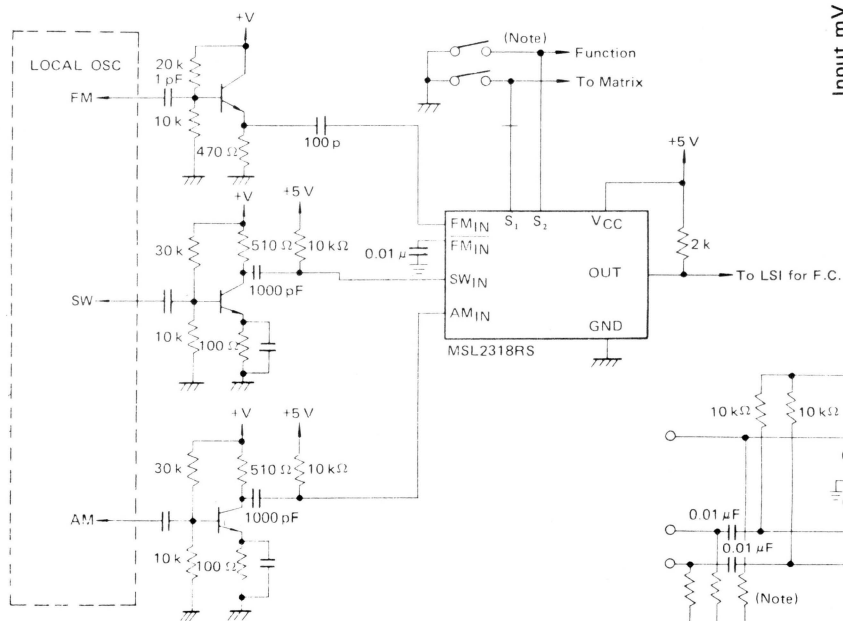 Input mV
+V
(Note)
Function
To Matrix
LOCAL OSC
20 k
1 pF
FM
10 k
470 Ω
100 p
+5 V
+V
+5 V
30 k
510 Ω
10 kΩ
0.01 μ
FMIN
S1
S2
VCC
FMIN
2 k
SWIN
OUT
To LSI for F.C.
1000 pF
SW
AMIN
GND
10 k
100 Ω
MSL2318RS
+V
+5 V
10 kΩ
10 kΩ
30 k
510 Ω
10 kΩ
1000 pF
AM
0.01 μF
0.01 μF
10 k
100 Ω
(Note)